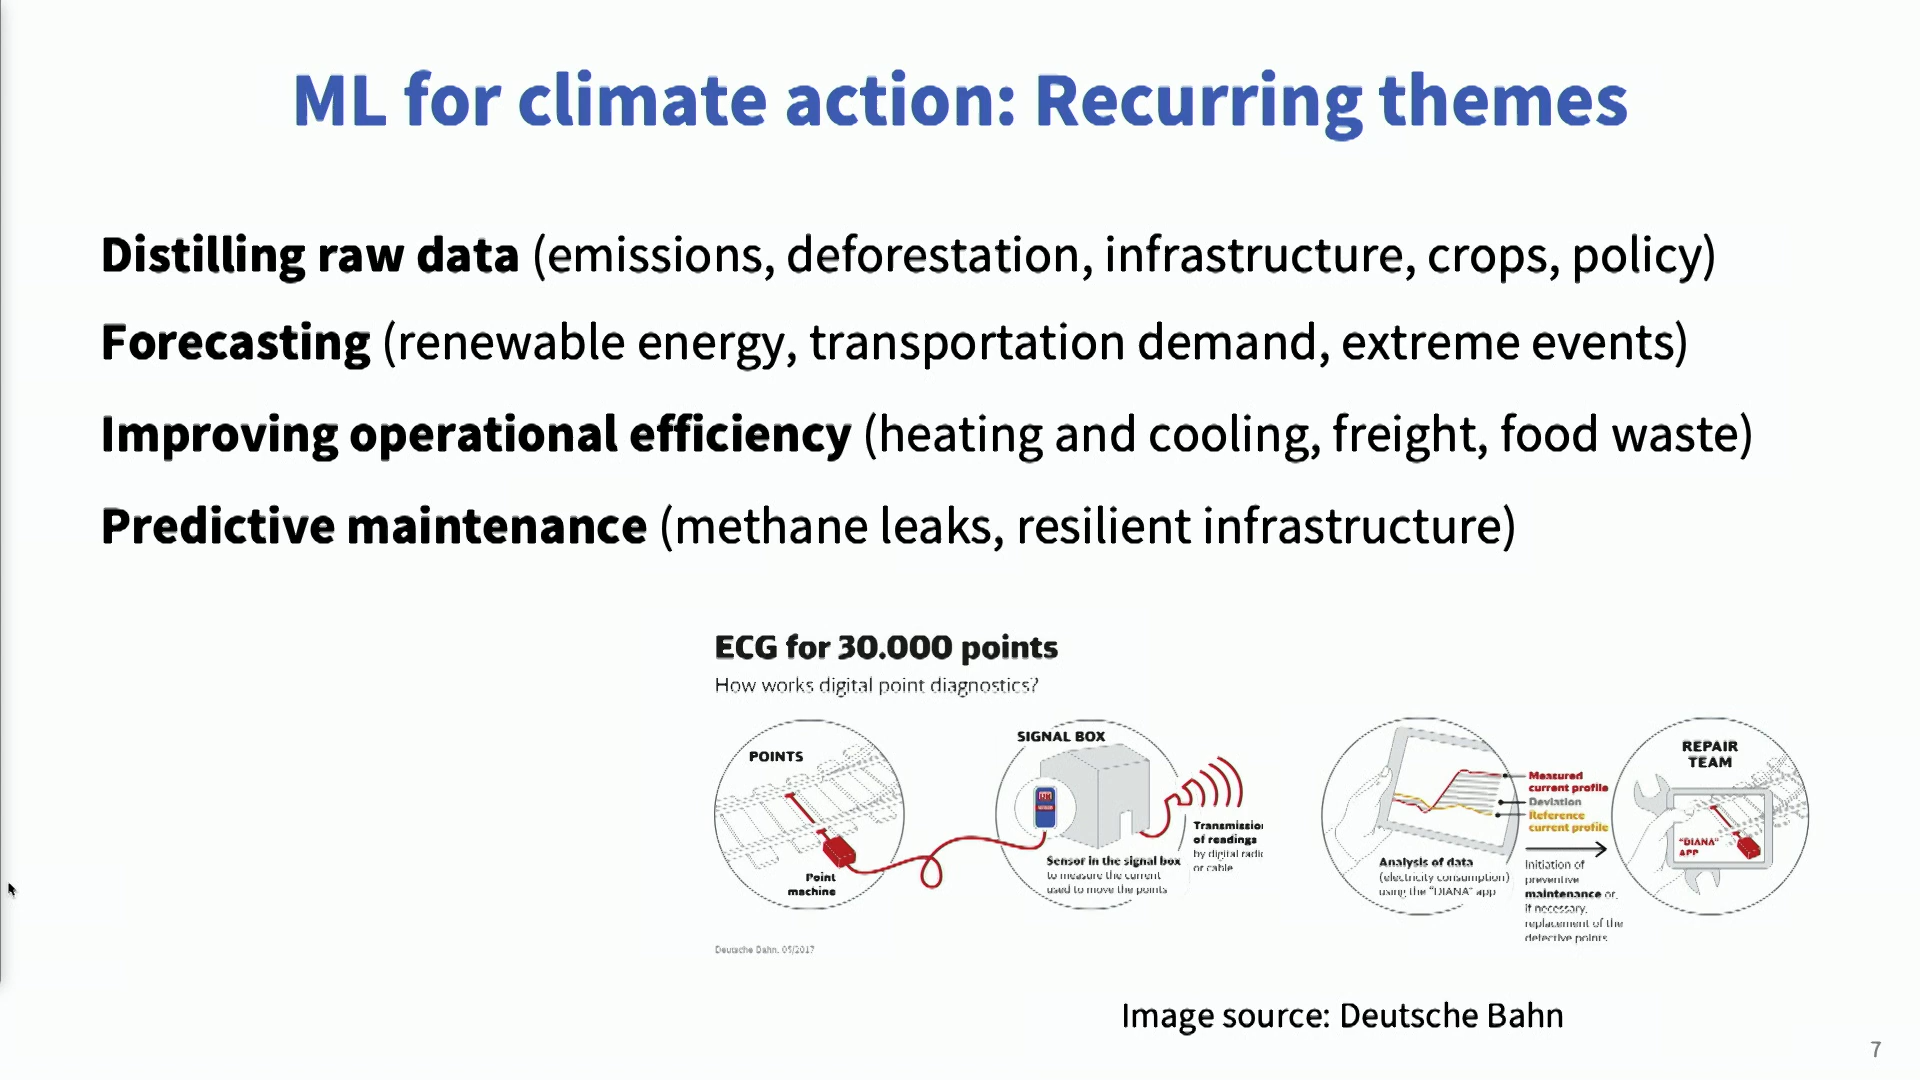 ML for climate action: Recurring themes
Distilling raw data (emissions, deforestation, infrastructure, crops, policy)
Forecasting (renewable energy, transportation demand, extreme events)
Improving operational efficiency (heating and cooling, freight, food waste)
Predictive maintenance (methane leaks, resilient infrastructure)
ECG for 30.000 points
How works digital point diagnostics?
POINTS
Point
machine
SIGNAL BOX
Sensor in the signal box
to measure the current
used to move the points
Transmission
of readings
by digital radio
or cable
Analysis of data
(electricity consumption)
using the "DIANA" app
Measured
current profile
Deviation
Reference
current profile
Initiation of
preventive
maintenance or,
if necessary,
replacement of the
defective points
REPAIR
TEAM
"DIANA"
APP
Deutsche Bahn, 05/2017
Image source: Deutsche Bahn
7